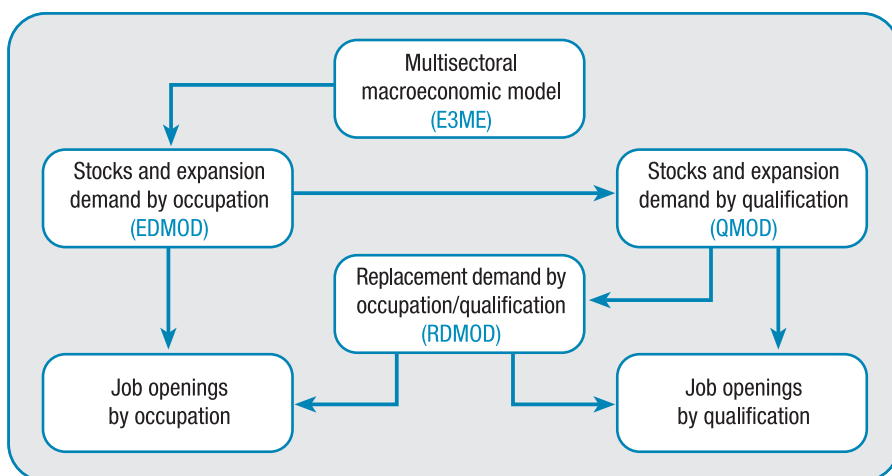 Multisectoral
macroeconomic model
(E3ME)
Stocks and expansion
demand by occupation
(EDMOD)
Stocks and expansion
demand by qualification
(QMOD)
Replacement demand by
occupation/qualification
(RDMOD)
Job openings
by occupation
Job openings
by qualification